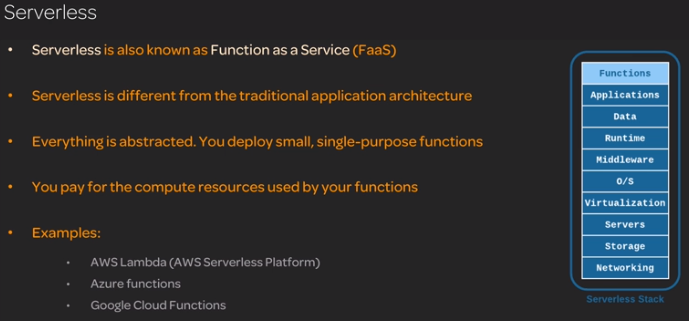 Serverless
• Serverless is also known as Function as a Service (FaaS)
• Serverless is different from the traditional application architecture
• Everything is abstracted. You deploy small, single-purpose functions
• You pay for the compute resources used by your functions
• Examples:
• AWS Lambda (AWS Serverless Platform)
• Azure functions
• Google Cloud Functions
Functions
Applications
Data
Runtime
Middleware
O/S
Virtualization
Servers
Storage
Networking
Serverless Stack